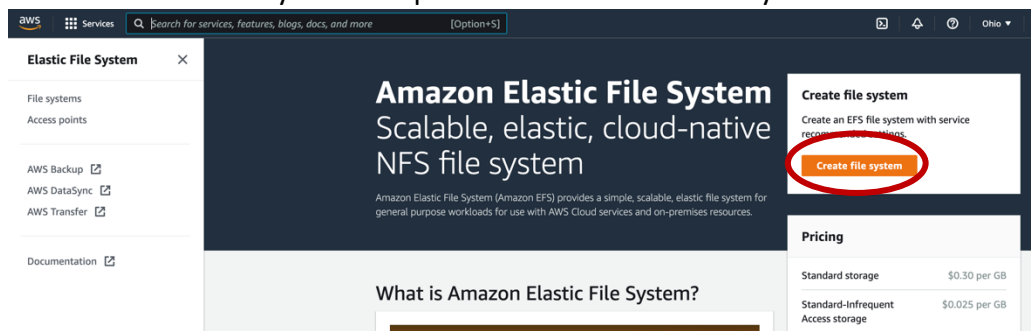 aws
Services
Search for services, features, blogs, docs, and more
[Option+S]
Ohio
Elastic File System
File systems
Access points
AWS Backup
AWS DataSync
AWS Transfer
Documentation
Amazon Elastic File System
Scalable, elastic, cloud-native
NFS file system
Amazon Elastic File System (Amazon EFS) provides a simple, scalable, elastic file system for
general purpose workloads for use with AWS Cloud services and on-premises resources.
What is Amazon Elastic File System?
Create file system
Create an EFS file system with service
recommended settings.
Create file system
Pricing
Standard storage
$0.30 per GB
Standard-Infrequent
Access storage
$0.025 per GB